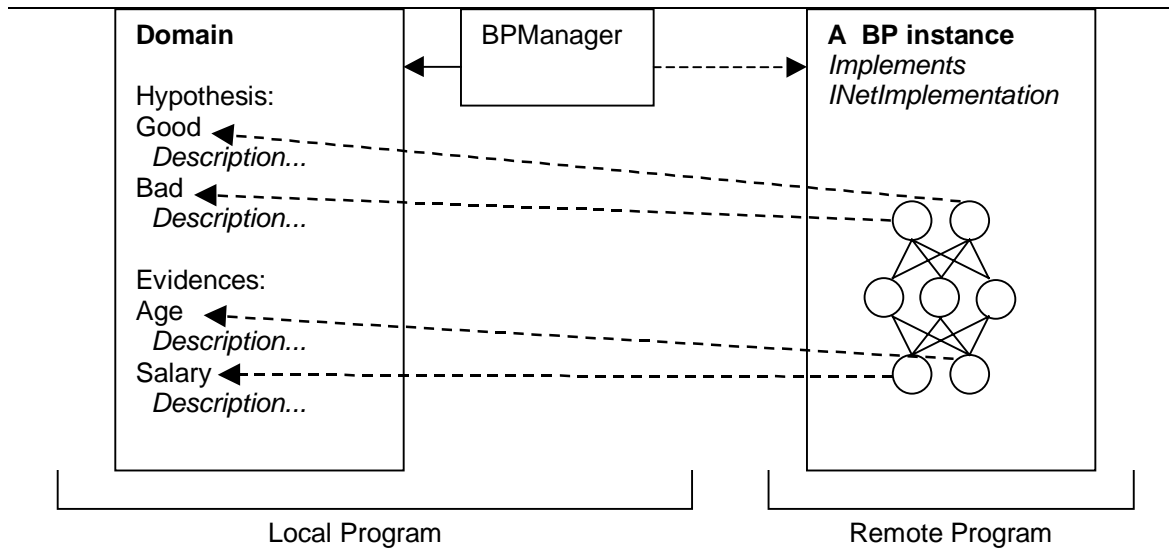 Domain
Hypothesis:
Good
Description...
Bad
Description...
Evidences:
Age
Description...
Salary
Description...
BPManager
A BP instance
Implements
INetImplementation
Local Program
Remote Program